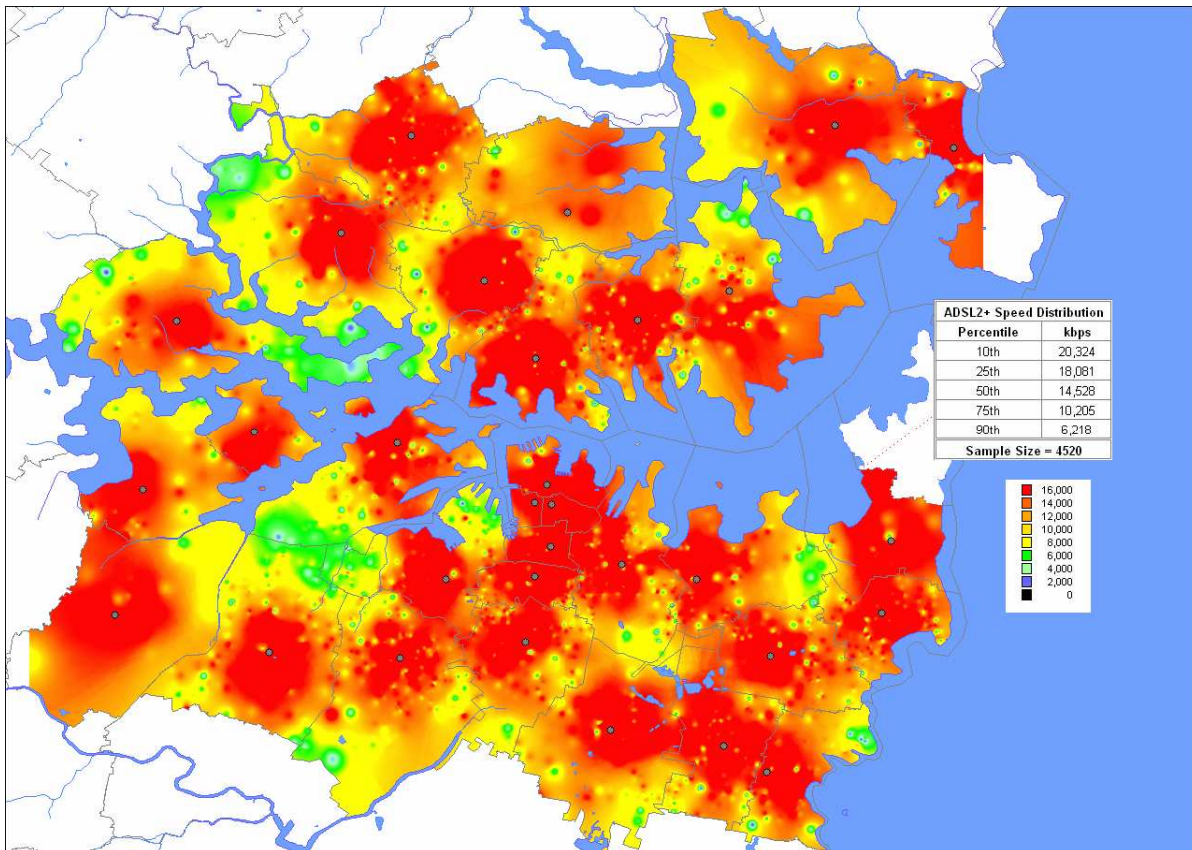 ADSL2+ Speed Distribution
Percentile kbps
10th 20,324
25th 18,081
50th 14,528
75th 10,205
90th 6,218
Sample Size = 4520
16,000
14,000
12,000
10,000
8,000
6,000
4,000
2,000
0